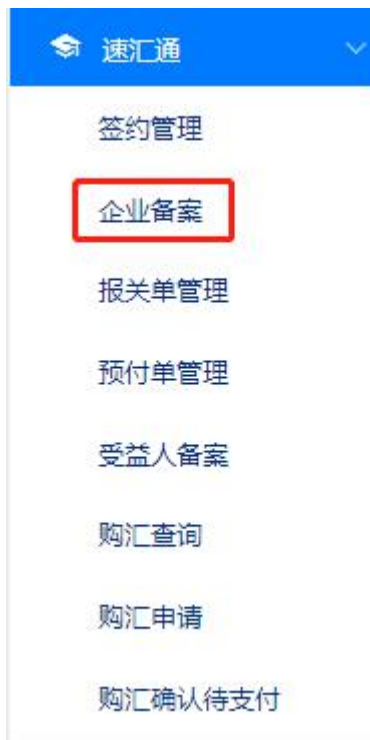 速汇通
签约管理
企业备案
报关单管理
预付单管理
受益人备案
购汇查询
购汇申请
购汇确认待支付